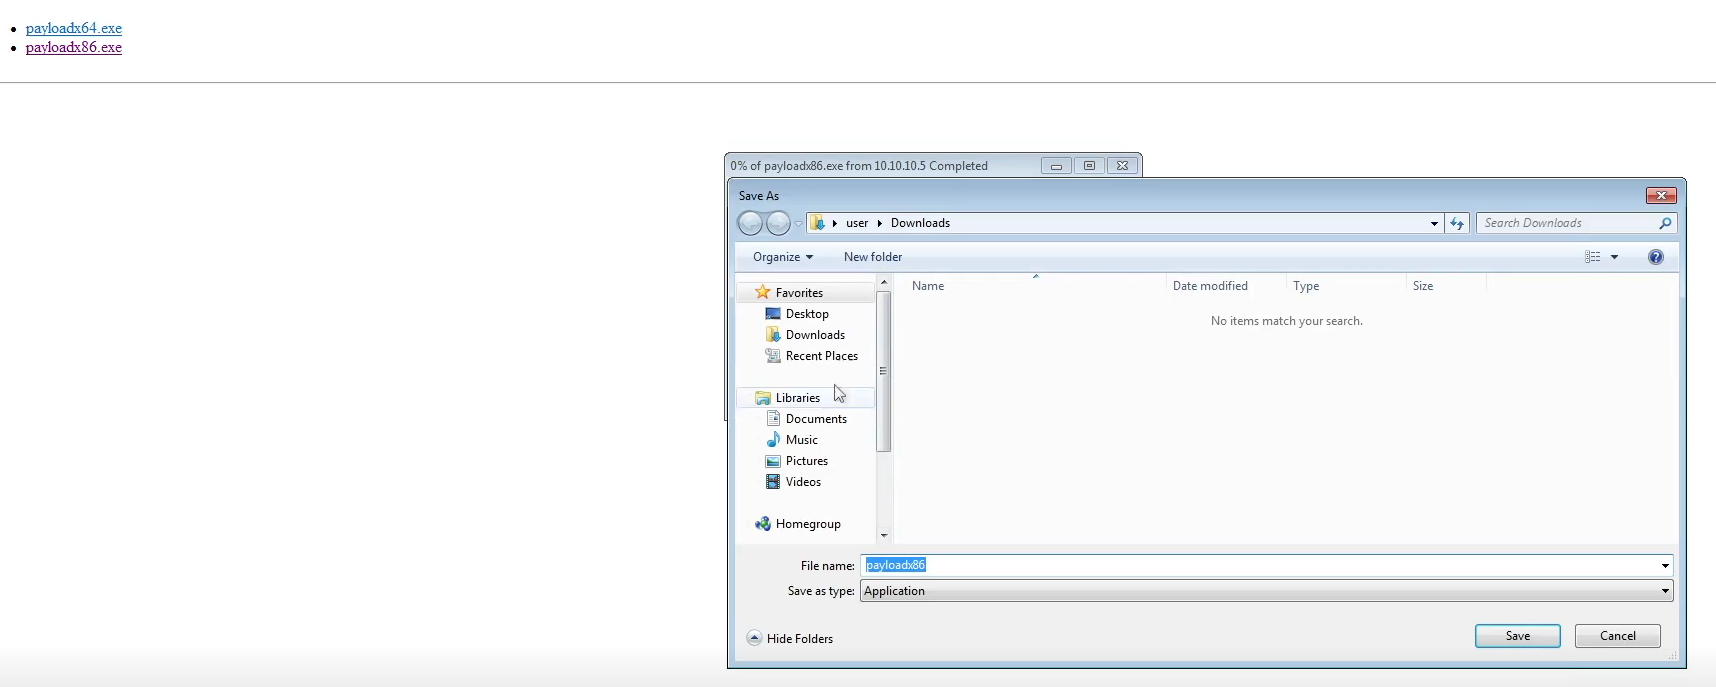 payloadx64.exe
payloadx86.exe
0% of payloadx86.exe from 10.10.10.5 Completed
Save As
user Downloads
Search Downloads
Organize New folder
Name Date modified Type Size
No items match your search.
Favorites
Desktop
Downloads
Recent Places
Libraries
Documents
Music
Pictures
Videos
Homegroup
File name: payloadx86
Save as type: Application
Hide Folders Save Cancel